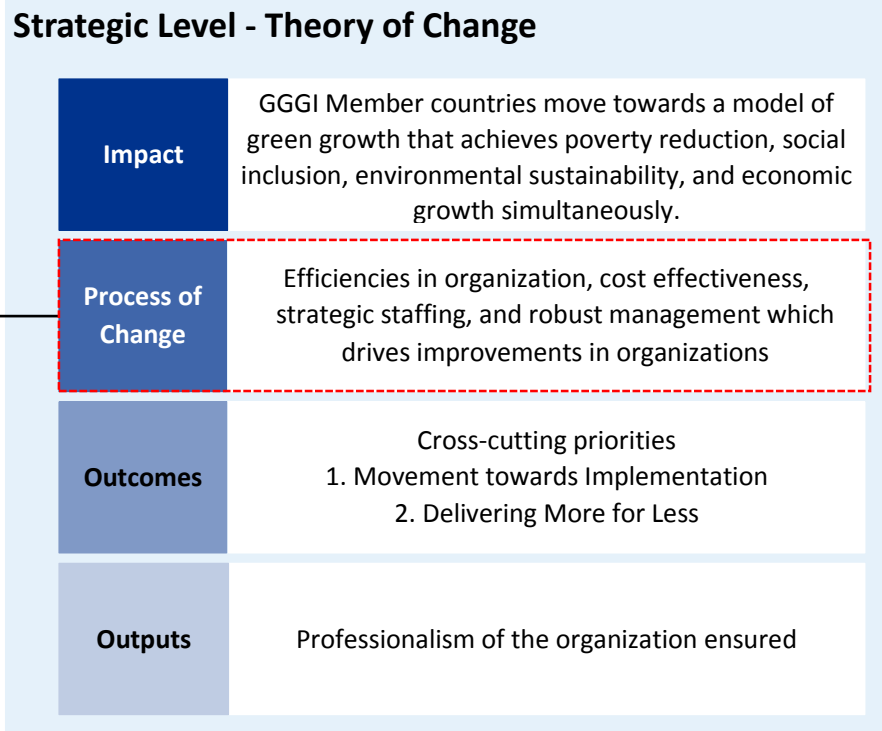 Strategic Level - Theory of Change
Impact
GGGI Member countries move towards a model of
green growth that achieves poverty reduction, social
inclusion, environmental sustainability, and economic
growth simultaneously.
Process of
Change
Efficiencies in organization, cost effectiveness,
strategic staffing, and robust management which
drives improvements in organizations
Outcomes
Cross-cutting priorities
1. Movement towards Implementation
2. Delivering More for Less
Outputs
Professionalism of the organization ensured